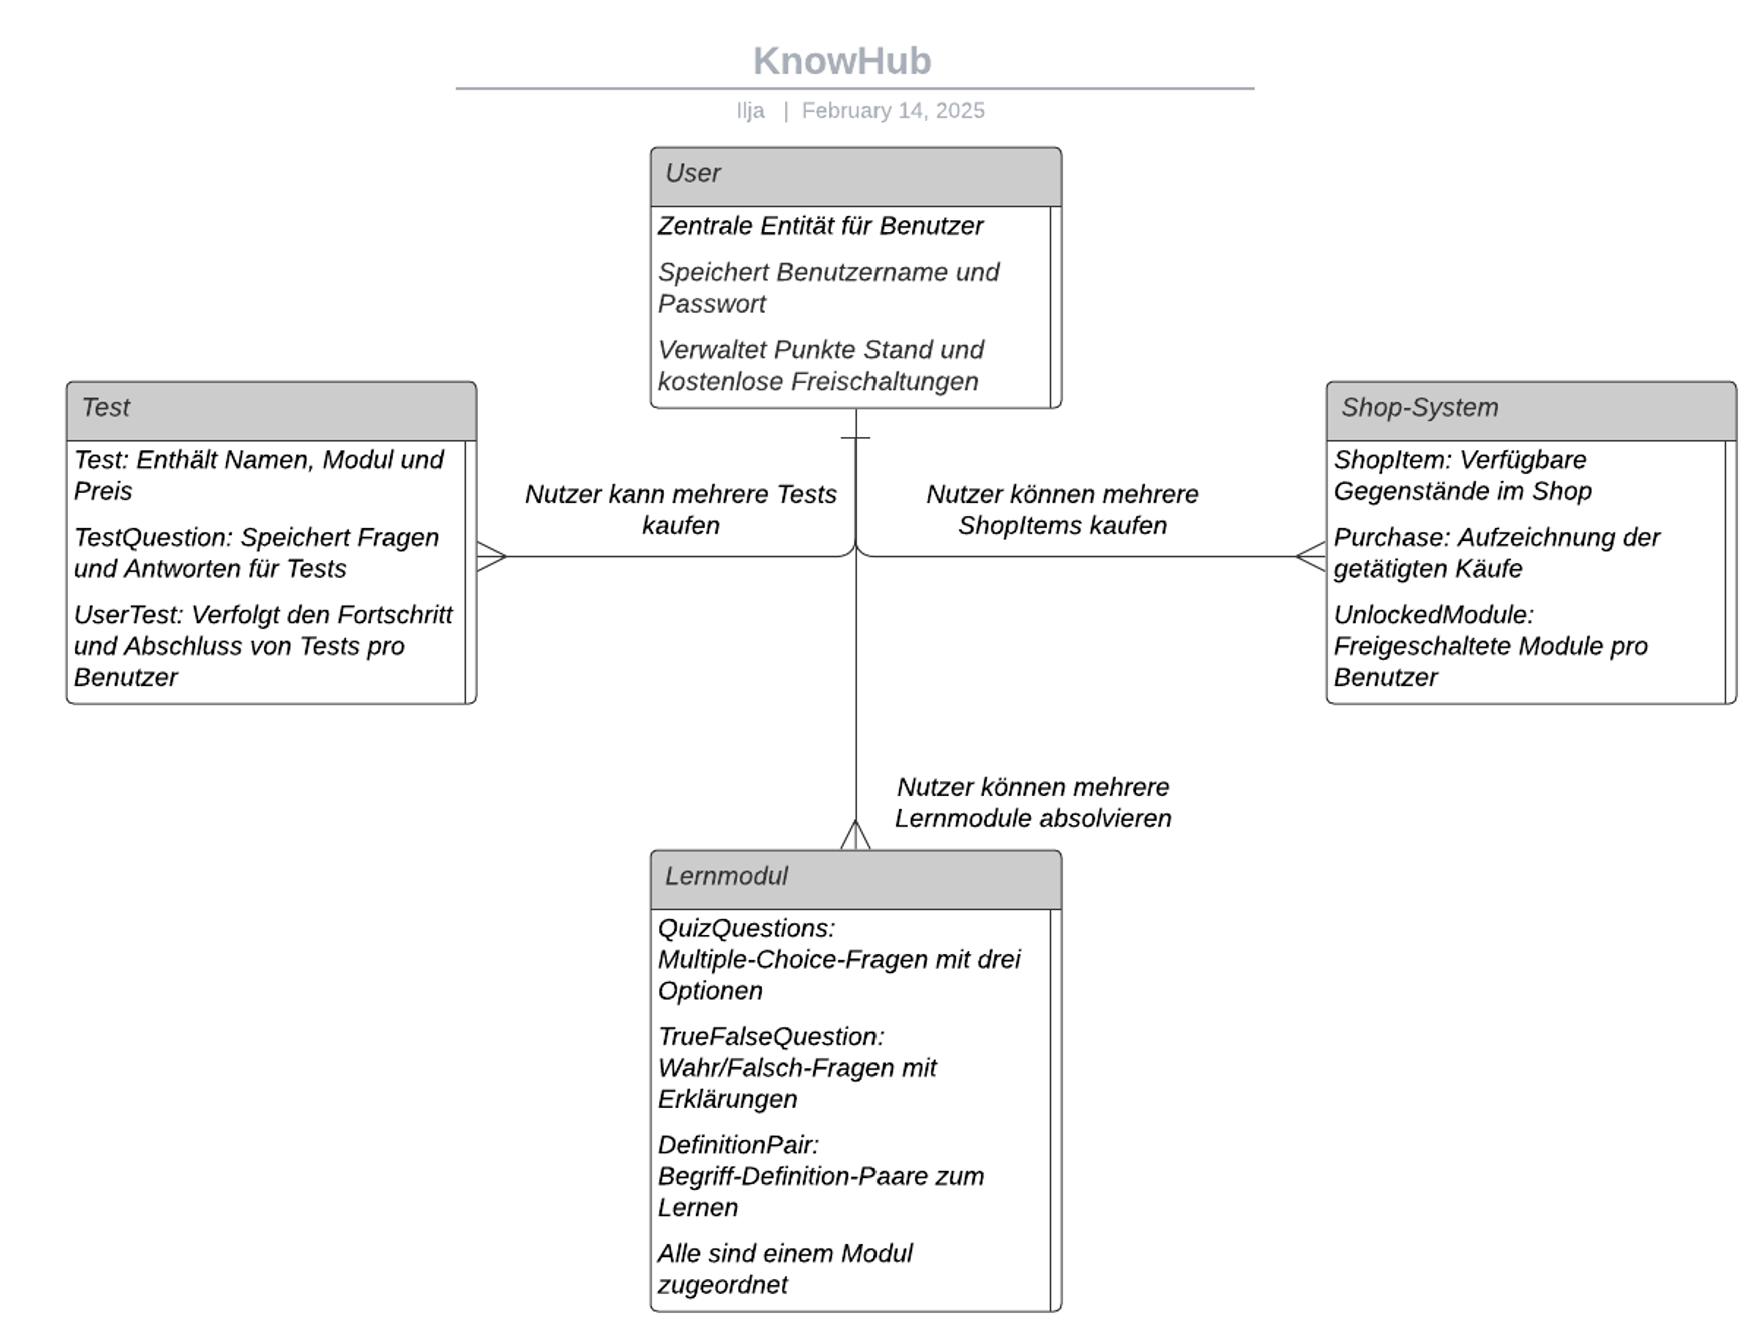 KnowHub
Ilja | February 14, 2025
User
Zentrale Entität für Benutzer
Speichert Benutzername und
Passwort
Verwaltet Punkte Stand und
kostenlose Freischaltungen
Test
Test: Enthält Namen, Modul und
Preis
TestQuestion: Speichert Fragen
und Antworten für Tests
UserTest: Verfolgt den Fortschritt
und Abschluss von Tests pro
Benutzer
Nutzer kann mehrere Tests
kaufen
Nutzer können mehrere
ShopItems kaufen
Shop-System
ShopItem: Verfügbare
Gegenstände im Shop
Purchase: Aufzeichnung der
getätigten Käufe
UnlockedModule:
Freigeschaltete Module pro
Benutzer
Nutzer können mehrere
Lernmodule absolvieren
Lernmodul
QuizQuestions:
Multiple-Choice-Fragen mit drei
Optionen
TrueFalseQuestion:
Wahr/Falsch-Fragen mit
Erklärungen
DefinitionPair:
Begriff-Definition-Paare zum
Lernen
Alle sind einem Modul
zugeordnet